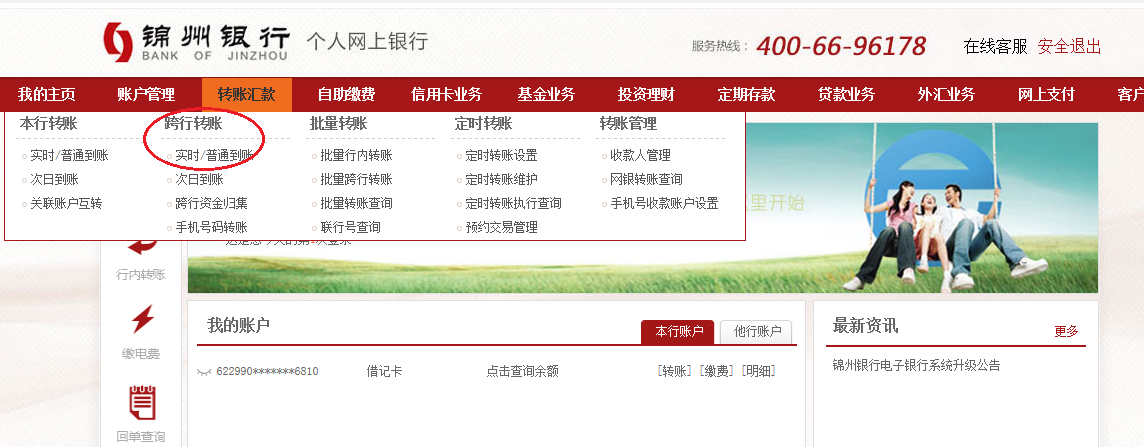 锦州银行
BANK OF JINZHOU
个人网上银行
服务热线： 400-66-96178 在线客服 安全退出
我的主页 账户管理 转账汇款 自助缴费 信用卡业务 基金业务 投资理财 定期存款 贷款业务 外汇业务 网上支付 客户
本行转账 跨行转账 批量转账 定时转账 转账管理
实时/普通到账 实时/普通到账 批量行内转账 定时转账设置 收款人管理
次日到账 次日到账 批量跨行转账 定时转账维护 网银转账查询
关联账户互转 跨行资金归集 批量转账查询 定时转账执行查询 手机号收款账户设置
手机号码转账 联行号查询 预约交易管理
里开始
行内转账
缴电费
回单查询
我的账户 本行账户 他行账户
622990*******6810 借记卡 点击查询余额 [转账] [缴费] [明细]
最新资讯 更多
锦州银行电子银行系统升级公告